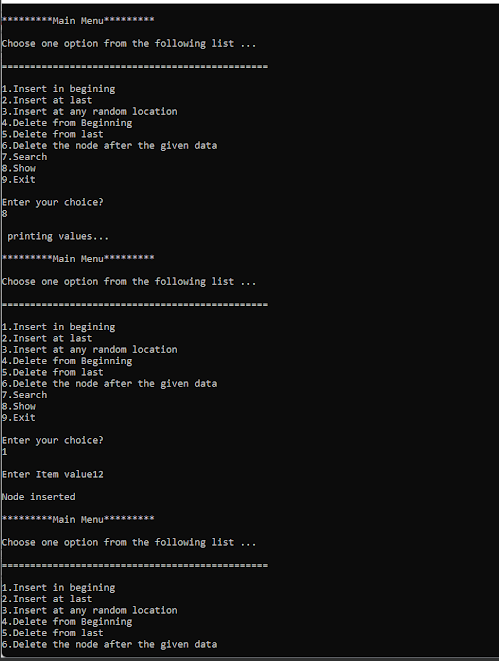 *********Main Menu*********
Choose one option from the following list ...
===============================================
1.Insert in begining
2.Insert at last
3.Insert at any random location
4.Delete from Beginning
5.Delete from last
6.Delete the node after the given data
7.Search
8.Show
9.Exit
Enter your choice?
8
printing values...
*********Main Menu*********
Choose one option from the following list ...
===============================================
1.Insert in begining
2.Insert at last
3.Insert at any random location
4.Delete from Beginning
5.Delete from last
6.Delete the node after the given data
7.Search
8.Show
9.Exit
Enter your choice?
1
Enter Item value12
Node inserted
*********Main Menu*********
Choose one option from the following list ...
===============================================
1.Insert in begining
2.Insert at last
3.Insert at any random location
4.Delete from Beginning
5.Delete from last
6.Delete the node after the given data